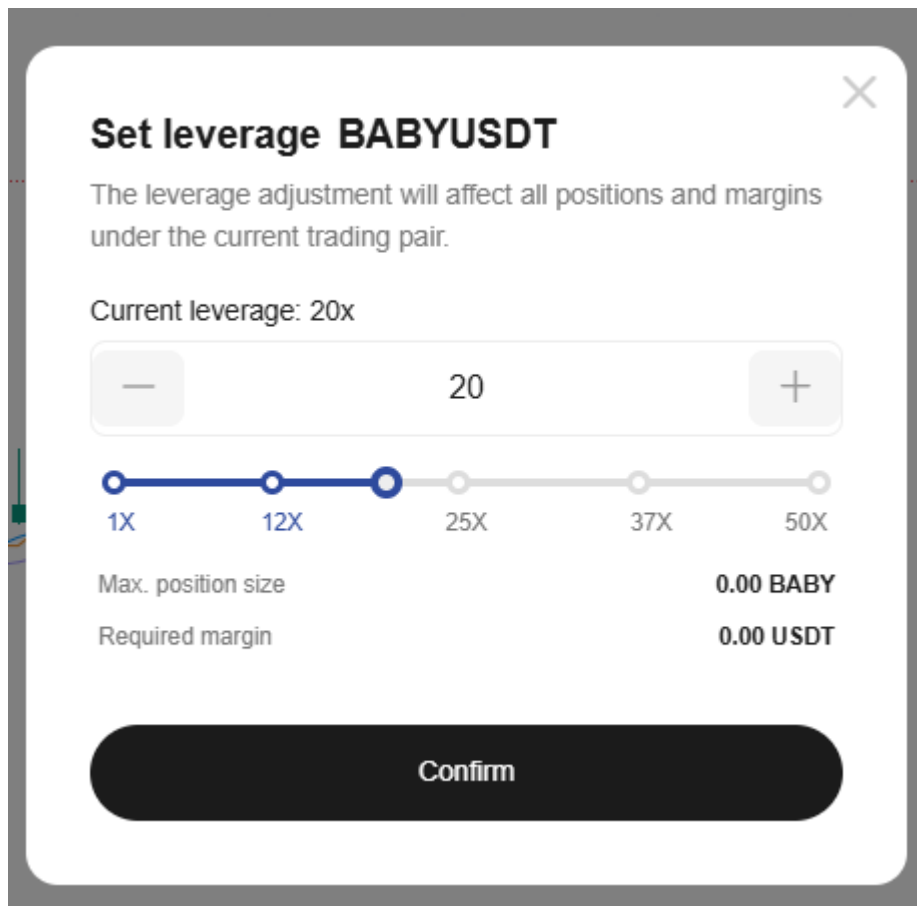 Set leverage BABYUSDT
The leverage adjustment will affect all positions and margins
under the current trading pair.
Current leverage: 20x
20
1X 12X 25X 37X 50X
Max. position size 0.00 BABY
Required margin 0.00 USDT
Confirm